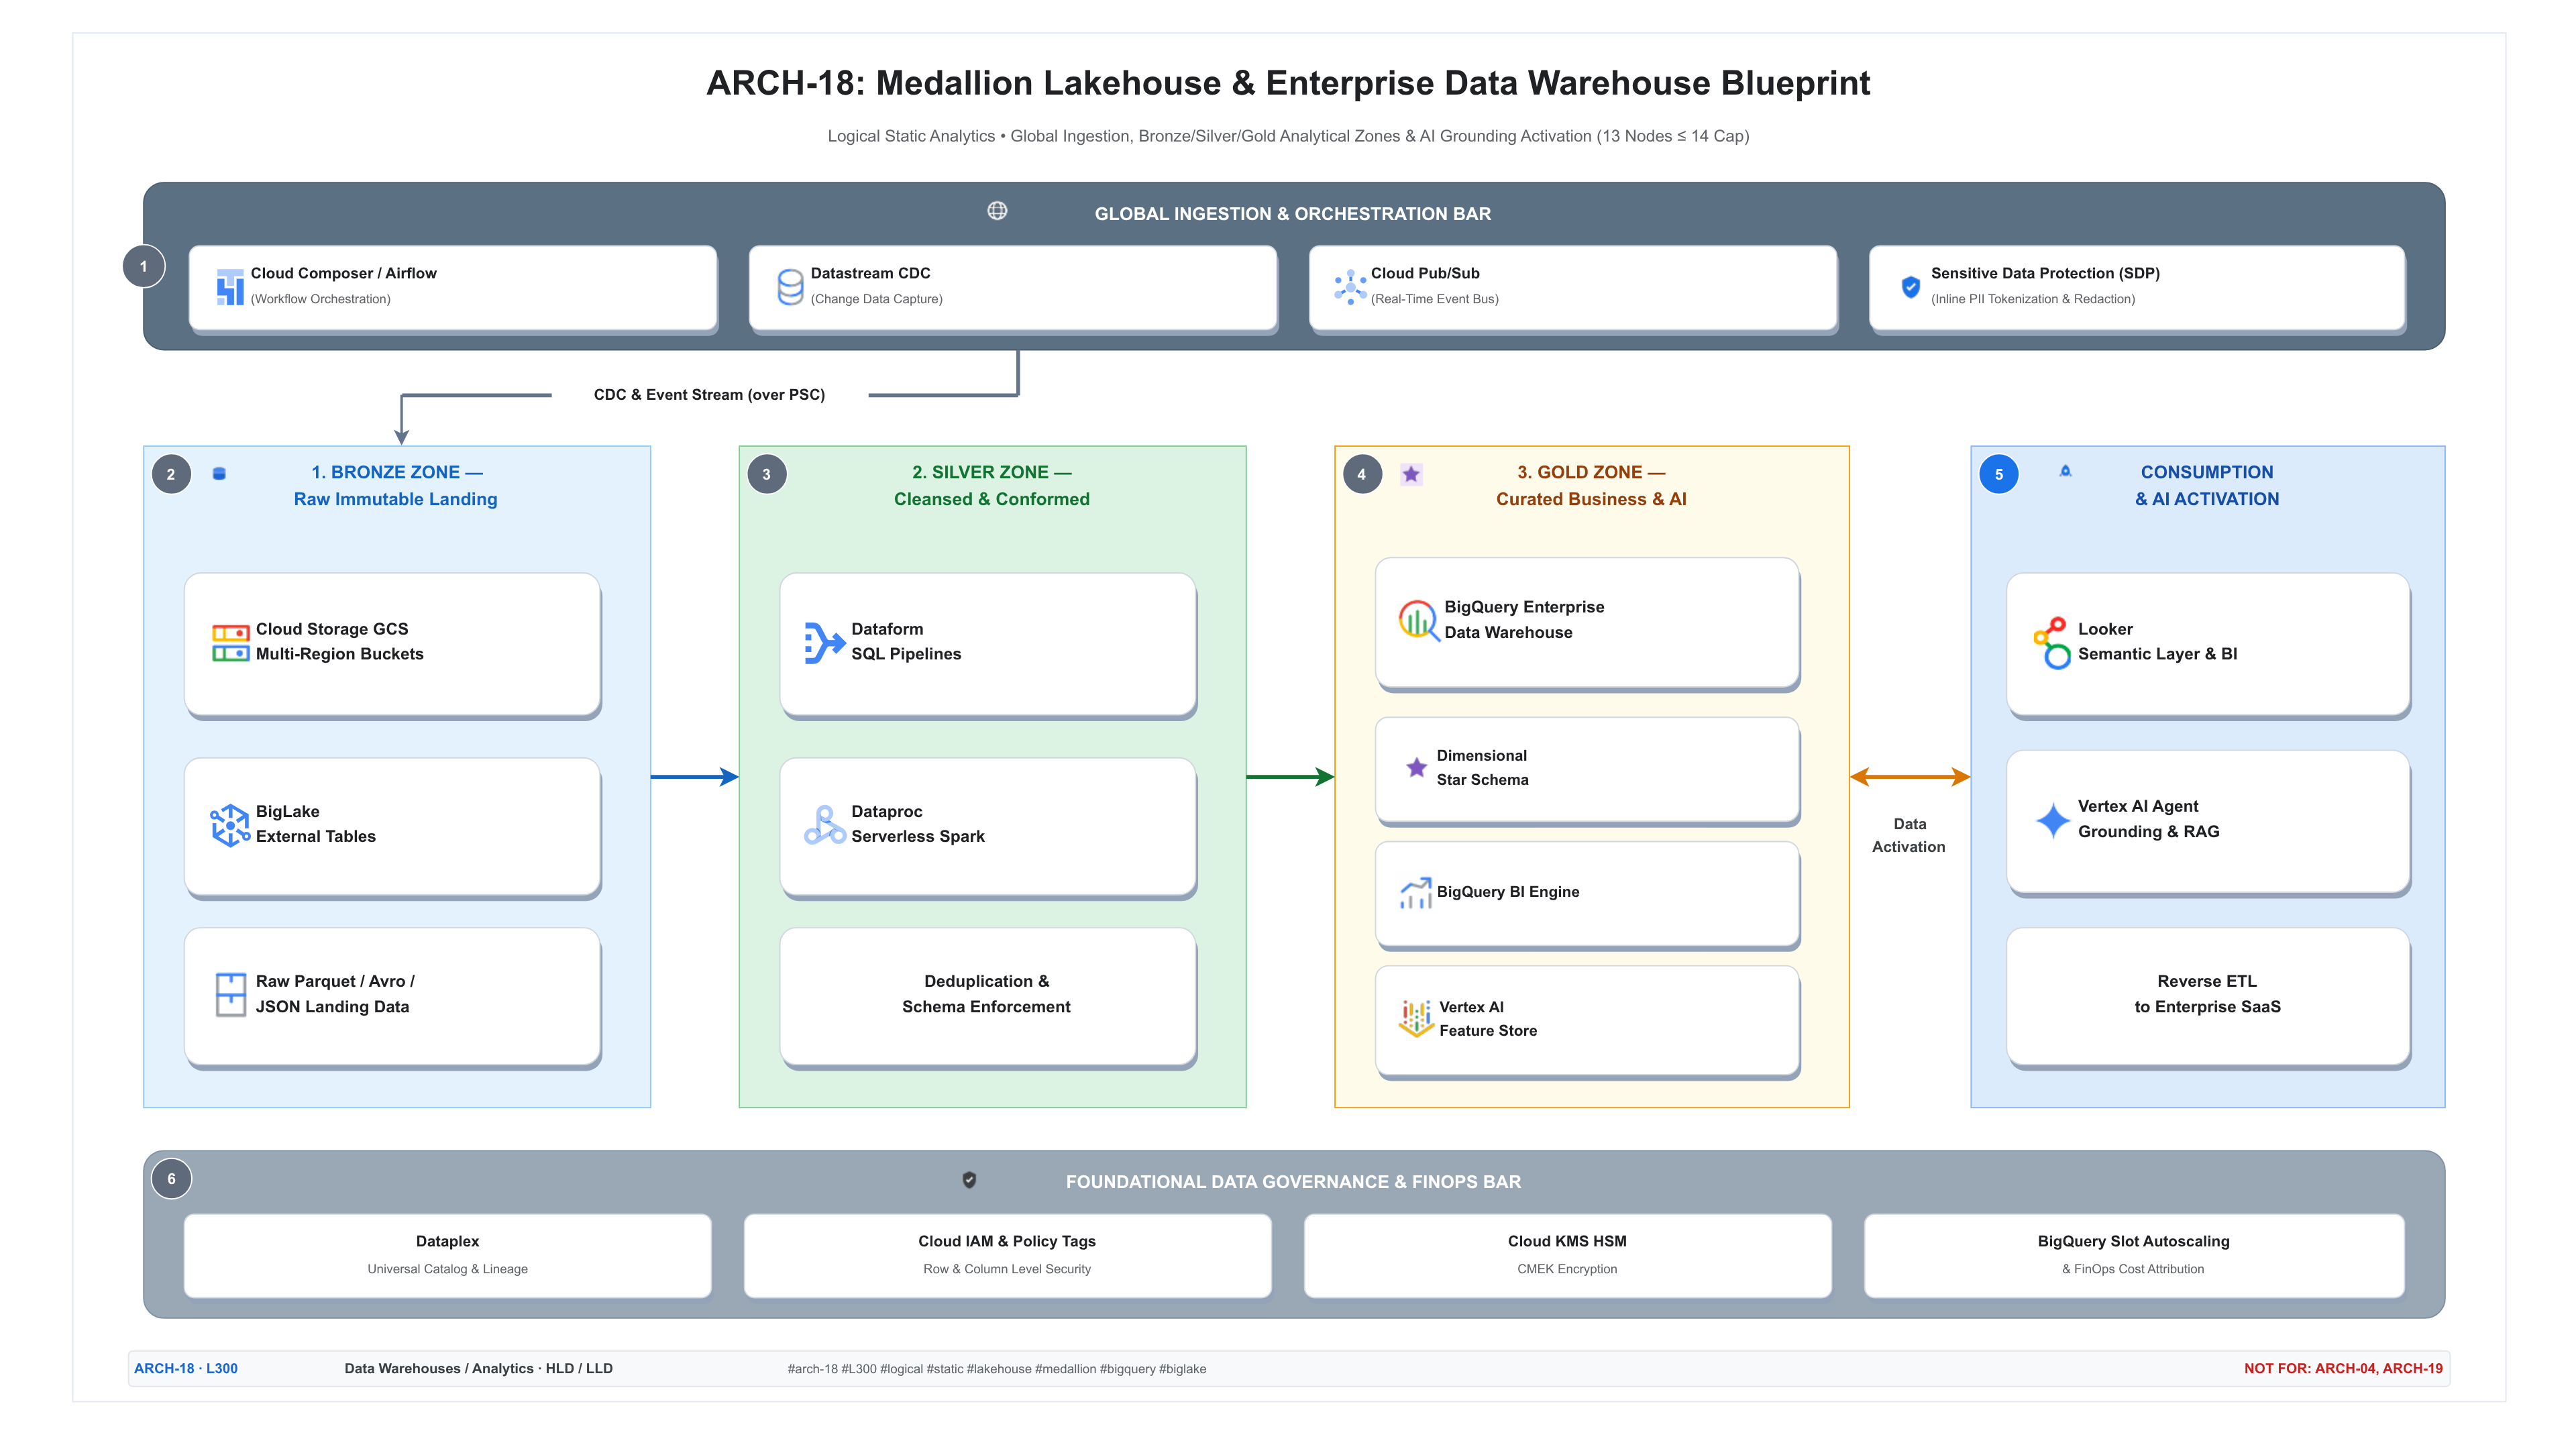 ARCH-18: Medallion Lakehouse & Enterprise Data Warehouse Blueprint
Logical Static Analytics • Global Ingestion, Bronze/Silver/Gold Analytical Zones & AI Grounding Activation (13 Nodes ≤ 14 Cap)
GLOBAL INGESTION & ORCHESTRATION BAR
1
Cloud Composer / Airflow
(Workflow Orchestration)
Datastream CDC
(Change Data Capture)
Cloud Pub/Sub
(Real-Time Event Bus)
Sensitive Data Protection (SDP)
(Inline PII Tokenization & Redaction)
CDC & Event Stream (over PSC)
2
1. BRONZE ZONE —
Raw Immutable Landing
Cloud Storage GCS
Multi-Region Buckets
BigLake
External Tables
Raw Parquet / Avro /
JSON Landing Data
3
2. SILVER ZONE —
Cleansed & Conformed
Dataform
SQL Pipelines
Dataproc
Serverless Spark
Deduplication &
Schema Enforcement
4
3. GOLD ZONE —
Curated Business & AI
BigQuery Enterprise
Data Warehouse
Dimensional
Star Schema
BigQuery BI Engine
Vertex AI
Feature Store
Data
Activation
5
CONSUMPTION
& AI ACTIVATION
Looker
Semantic Layer & BI
Vertex AI Agent
Grounding & RAG
Reverse ETL
to Enterprise SaaS
6
FOUNDATIONAL DATA GOVERNANCE & FINOPS BAR
Dataplex
Universal Catalog & Lineage
Cloud IAM & Policy Tags
Row & Column Level Security
Cloud KMS HSM
CMEK Encryption
BigQuery Slot Autoscaling
& FinOps Cost Attribution
ARCH-18 · L300
Data Warehouses / Analytics · HLD / LLD
#arch-18 #L300 #logical #static #lakehouse #medallion #bigquery #biglake
NOT FOR: ARCH-04, ARCH-19